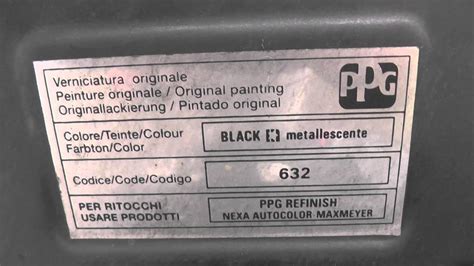 Verniciatura originale
Peinture originale / Original painting
Originallackierung / Pintado original
PPG
Colore/Teinte/Colour
Farbton/Color
BLACK metallescente
Codice/Code/Codigo
632
PER RITOCCHI
USARE PRODOTTI
PPG REFINISH
NEXA AUTOCOLOR MAXMEYER